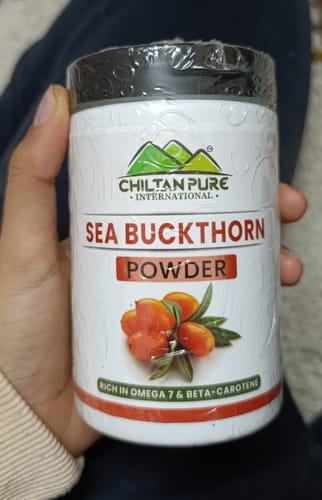 CHILTAN PURE
· INTERNATIONAL ·
SEA BUCKTHORN
POWDER
RICH IN OMEGA 7 & BETA-CAROTENE